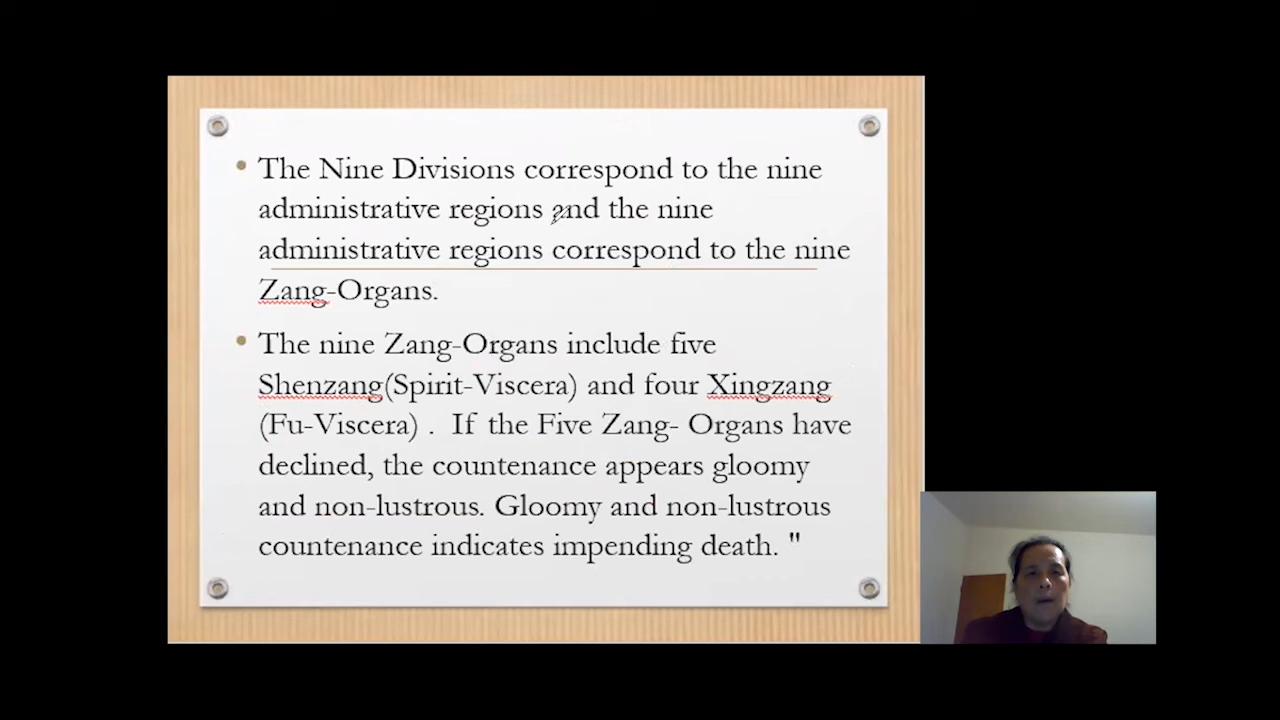 The Nine Divisions correspond to the nine
administrative regions and the nine
administrative regions correspond to the nine
Zang-Organs.
The nine Zang-Organs include five
Shenzang(Spirit-Viscera) and four Xingzang
(Fu-Viscera) . If the Five Zang- Organs have
declined, the countenance appears gloomy
and non-lustrous. Gloomy and non-lustrous
countenance indicates impending death. "